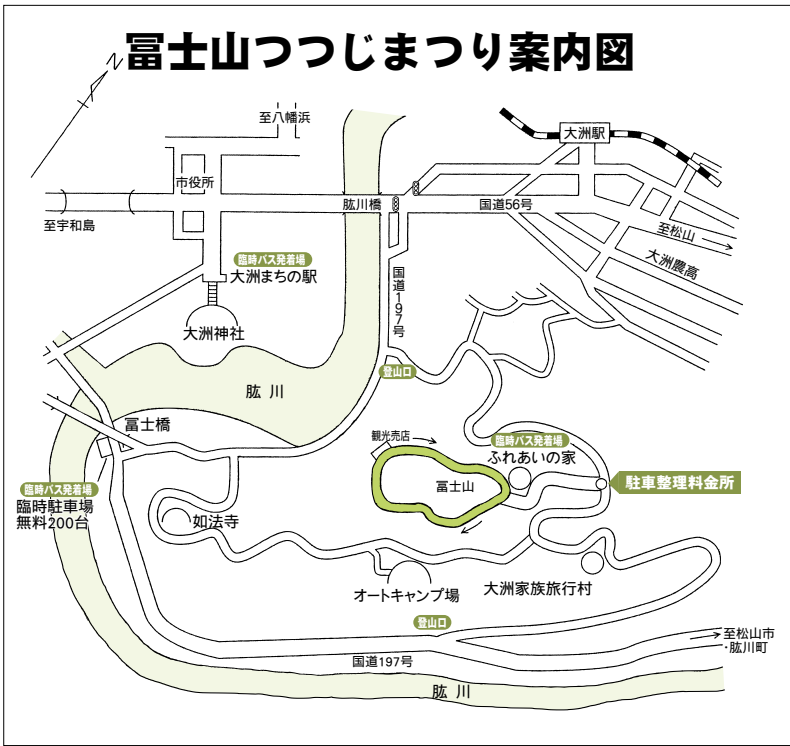 冨士山つつじまつり案内図
N
至八幡浜
大洲駅
市役所
肱川橋
国道56号
至宇和島
至松山
大洲農高
臨時バス発着場
大洲まちの駅
国道197号
大洲神社
登山口
肱川
冨士橋
観光売店
臨時バス発着場
ふれあいの家
冨士山
駐車整理料金所
臨時バス発着場
臨時駐車場
無料200台
如法寺
オートキャンプ場
大洲家族旅行村
登山口
至松山市
・肱川町
国道197号
肱川